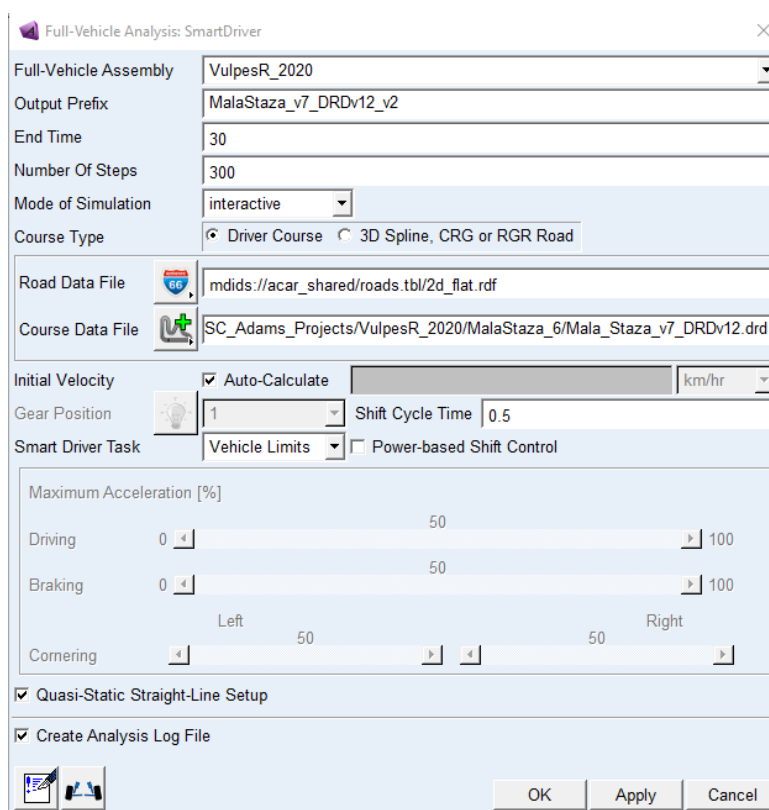 Full-Vehicle Analysis: SmartDriver
Full-Vehicle Assembly VulpesR_2020
Output Prefix MalaStaza_v7_DRDv12_v2
End Time 30
Number Of Steps 300
Mode of Simulation interactive
Course Type Driver Course 3D Spline, CRG or RGR Road
Road Data File 66 mdids://acar_shared/roads.tbl/2d_flat.rdf
Course Data File SC_Adams_Projects/VulpesR_2020/MalaStaza_6/Mala_Staza_v7_DRDv12.drd
Initial Velocity Auto-Calculate km/hr
Gear Position 1 Shift Cycle Time 0.5
Smart Driver Task Vehicle Limits Power-based Shift Control
Maximum Acceleration [%]
50
Driving 0 100
50
Braking 0 100
Left Right
50 50
Cornering
Quasi-Static Straight-Line Setup
Create Analysis Log File
OK Apply Cancel